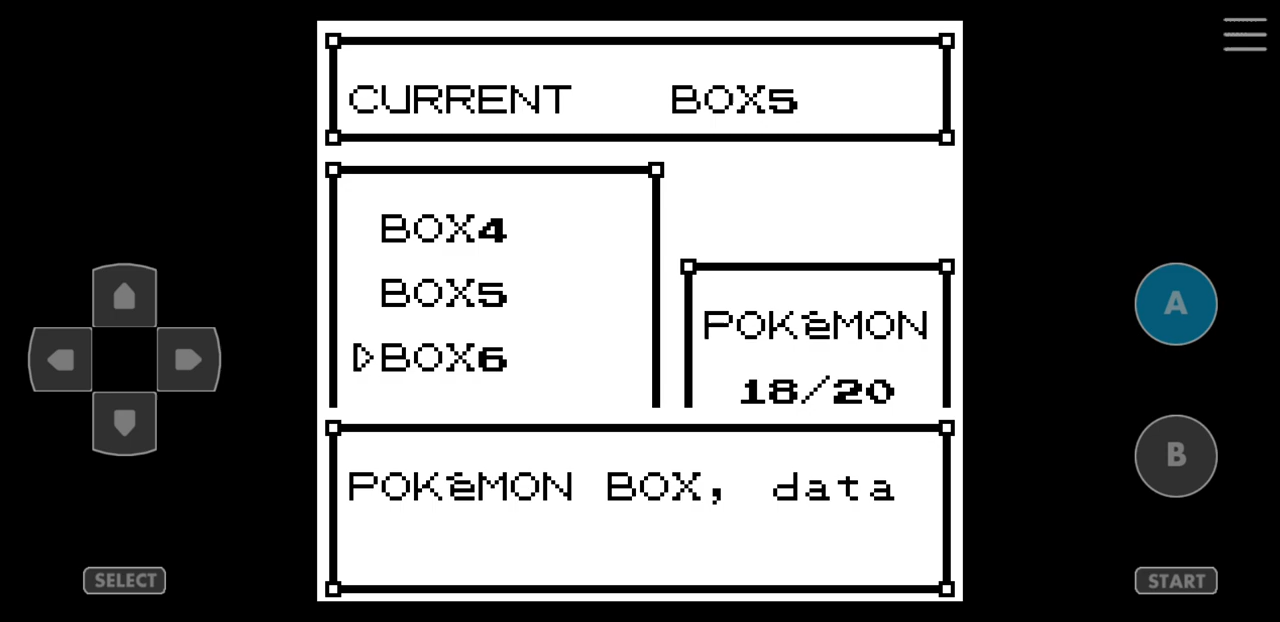 CURRENT BOX5
BOX4
BOX5
▷BOX6
POKéMON
18/20
POKéMON BOX, data
A
B
SELECT
START